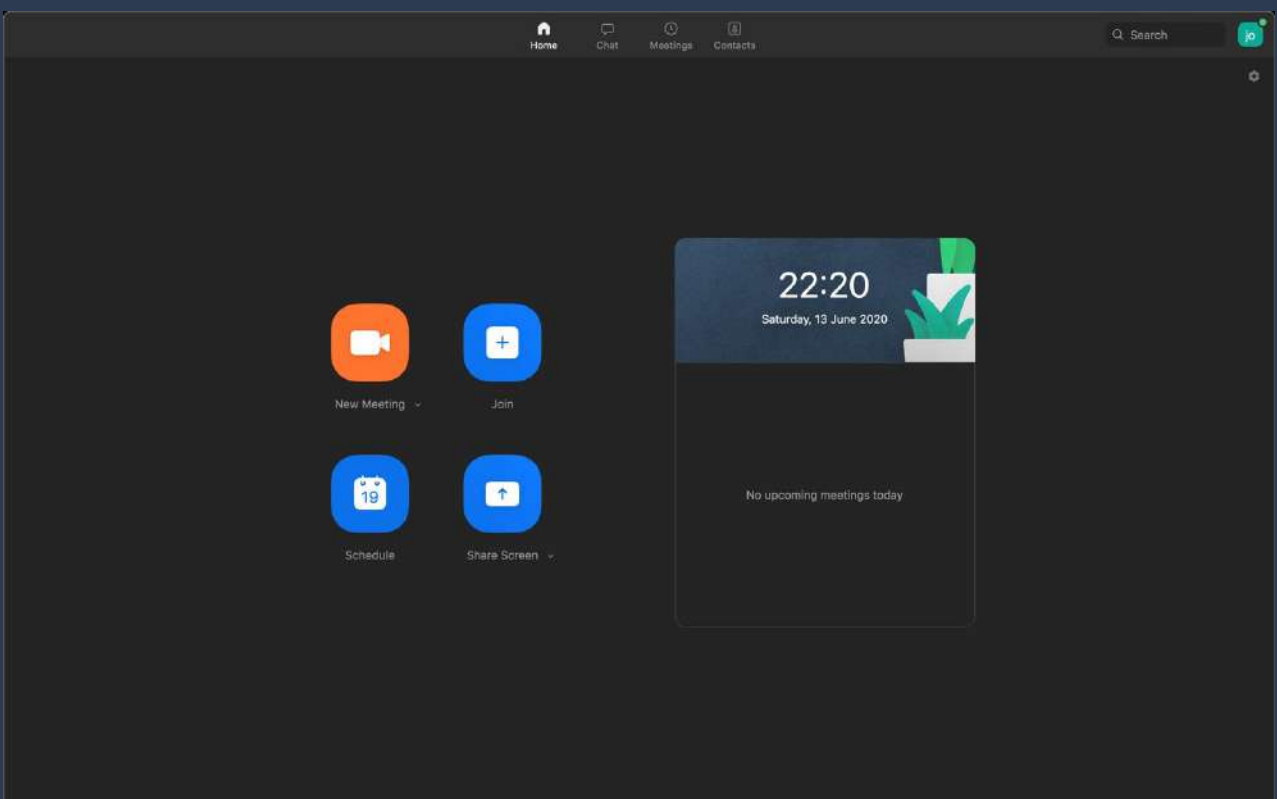 Home
Chat
Meetings
Contacts
Search
jo
22:20
Saturday, 13 June 2020
New Meeting
Join
19
Schedule
Share Screen
No upcoming meetings today